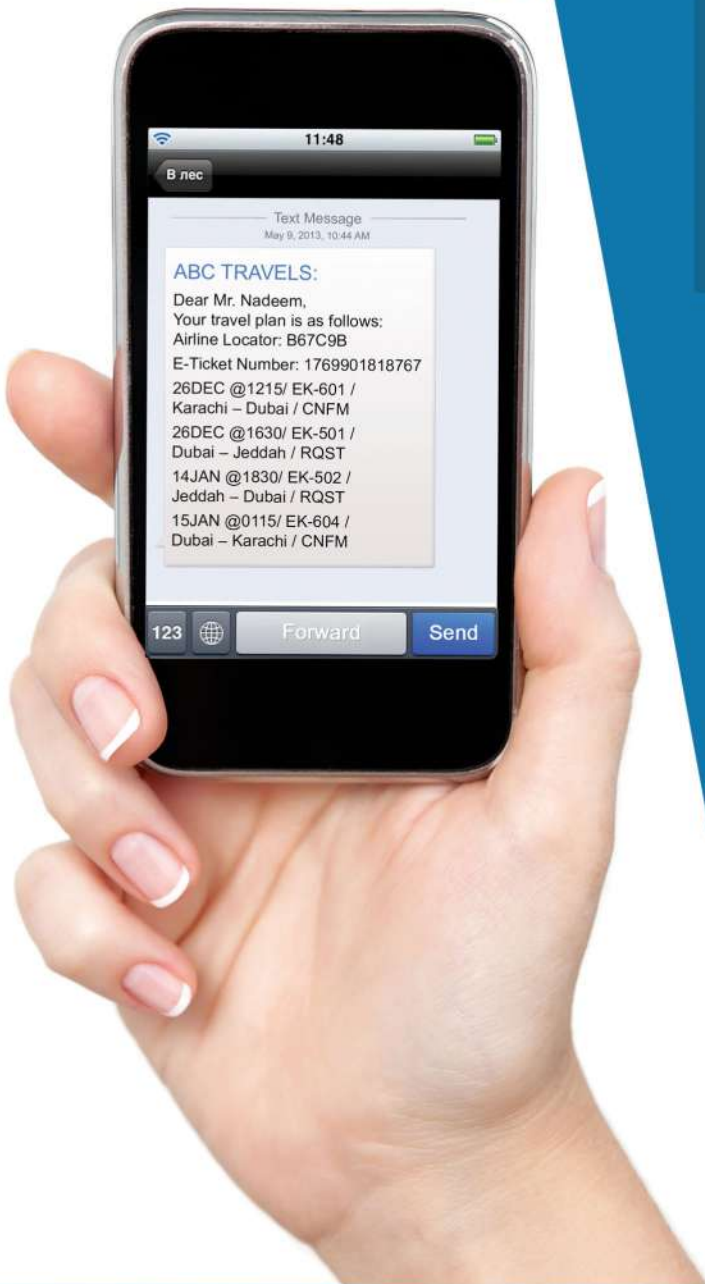 11:48
В лес
Text Message
May 9, 2013, 10:44 AM
ABC TRAVELS:
Dear Mr. Nadeem,
Your travel plan is as follows:
Airline Locator: B67C9B
E-Ticket Number: 1769901818767
26DEC @1215/ EK-601 /
Karachi – Dubai / CNFM
26DEC @1630/ EK-501 /
Dubai – Jeddah / RQST
14JAN @1830/ EK-502 /
Jeddah – Dubai / RQST
15JAN @0115/ EK-604 /
Dubai – Karachi / CNFM
123 Forward Send